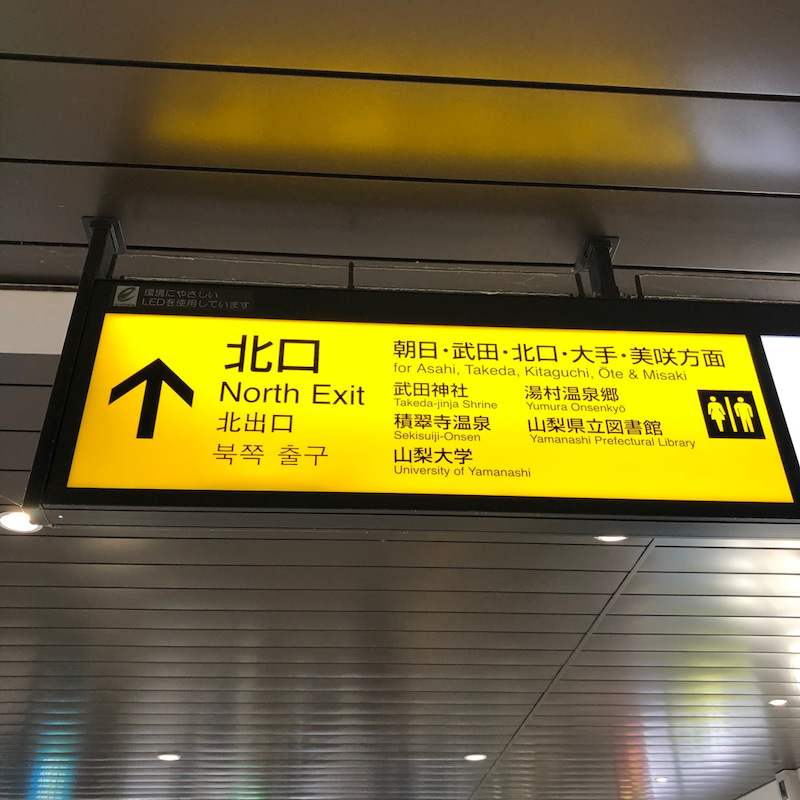 環境にやさしい
LEDを使用しています
北口
North Exit
北出口
북쪽 출구
朝日・武田・北口・大手・美咲方面
for Asahi, Takeda, Kitaguchi, Ōte & Misaki
武田神社
Takeda-jinja Shrine
湯村温泉郷
Yumura Onsenkyō
積翠寺温泉
Sekisuiji-Onsen
山梨県立図書館
Yamanashi Prefectural Library
山梨大学
University of Yamanashi